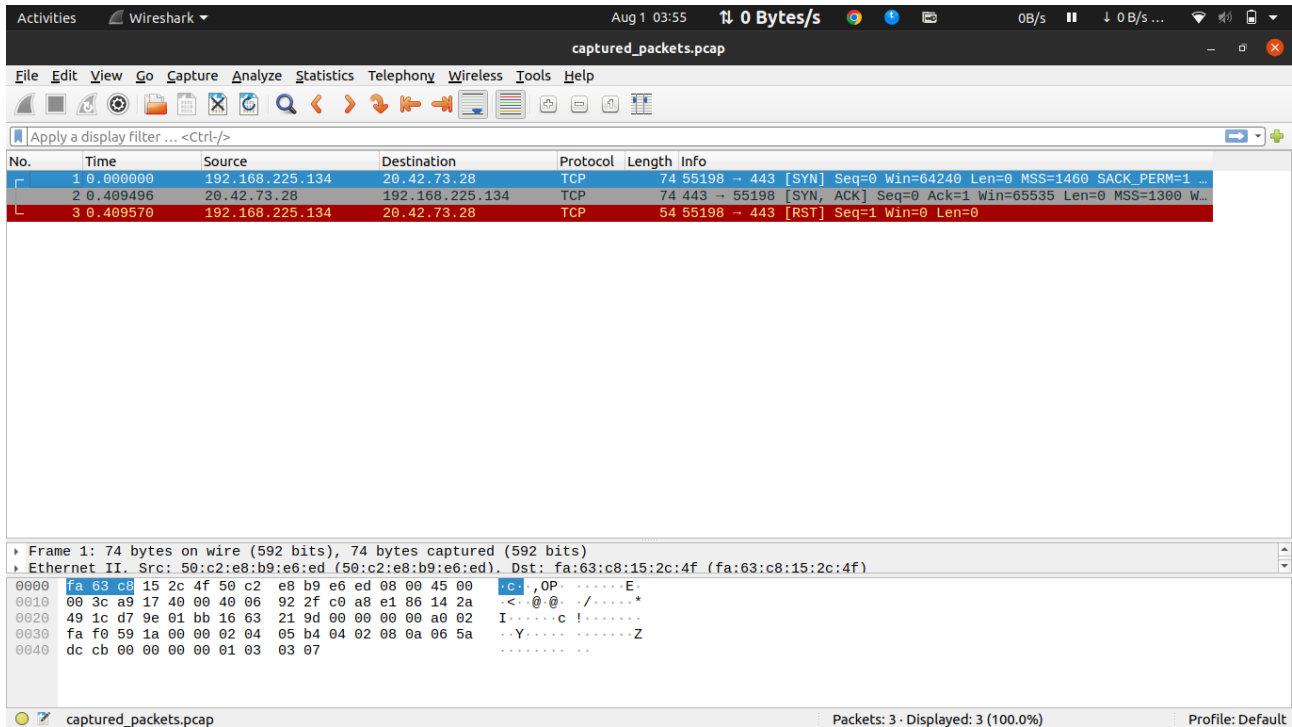 Activities Wireshark Aug 1 03:55 0 Bytes/s 0B/s ↓ 0 B/s ...
captured_packets.pcap
File Edit View Go Capture Analyze Statistics Telephony Wireless Tools Help
Apply a display filter ... <Ctrl-/>
No. Time Source Destination Protocol Length Info
1 0.000000 192.168.225.134 20.42.73.28 TCP 74 55198 → 443 [SYN] Seq=0 Win=64240 Len=0 MSS=1460 SACK_PERM=1 …
2 0.409496 20.42.73.28 192.168.225.134 TCP 74 443 → 55198 [SYN, ACK] Seq=0 Ack=1 Win=65535 Len=0 MSS=1300 W…
3 0.409570 192.168.225.134 20.42.73.28 TCP 54 55198 → 443 [RST] Seq=1 Win=0 Len=0
Frame 1: 74 bytes on wire (592 bits), 74 bytes captured (592 bits)
Ethernet II, Src: 50:c2:e8:b9:e6:ed (50:c2:e8:b9:e6:ed), Dst: fa:63:c8:15:2c:4f (fa:63:c8:15:2c:4f)
0000 fa 63 c8 15 2c 4f 50 c2 e8 b9 e6 ed 08 00 45 00 ·c··,OP· ······E·
0010 00 3c a9 17 40 00 40 06 92 2f c0 a8 e1 86 14 2a ·<··@·@· ·/·····*
0020 49 1c d7 9e 01 bb 16 63 21 9d 00 00 00 00 a0 02 I······c !·······
0030 fa f0 59 1a 00 00 02 04 05 b4 04 02 08 0a 06 5a ··Y····· ·······Z
0040 dc cb 00 00 00 00 01 03 03 07 ········ ··
captured_packets.pcap Packets: 3 · Displayed: 3 (100.0%) Profile: Default